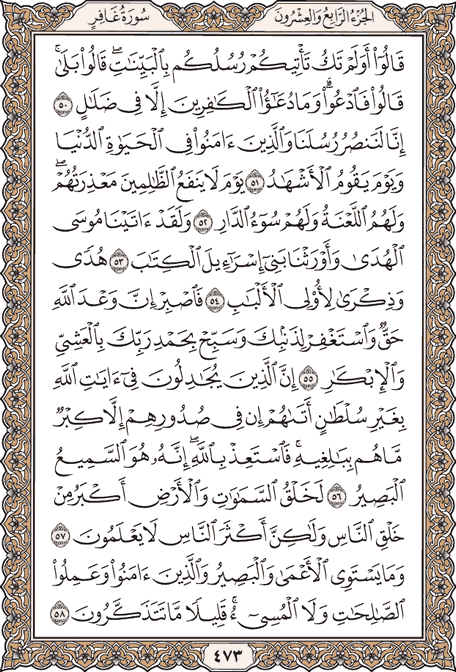 الجزء الرابع والعشرون
سورة غافر
قَالُوٓا۟ أَوَلَمْ تَكُ تَأْتِيكُمْ رُسُلُكُم بِٱلْبَيِّنَٰتِ ۖ قَالُوا۟ بَلَىٰ ۚ
قَالُوا۟ فَٱدْعُوا۟ ۗ وَمَا دُعَٰٓؤُا۟ ٱلْكَٰفِرِينَ إِلَّا فِى ضَلَٰلٍ ٥٠
إِنَّا لَنَنصُرُ رُسُلَنَا وَٱلَّذِينَ ءَامَنُوا۟ فِى ٱلْحَيَوٰةِ ٱلدُّنْيَا
وَيَوْمَ يَقُومُ ٱلْأَشْهَٰدُ ٥١ يَوْمَ لَا يَنفَعُ ٱلظَّٰلِمِينَ مَعْذِرَتُهُمْ ۖ
وَلَهُمُ ٱللَّعْنَةُ وَلَهُمْ سُوٓءُ ٱلدَّارِ ٥٢ وَلَقَدْ ءَاتَيْنَا مُوسَى
ٱلْهُدَىٰ وَأَوْرَثْنَا بَنِىٓ إِسْرَٰٓءِيلَ ٱلْكِتَٰبَ ٥٣ هُدًى
وَذِكْرَىٰ لِأُو۟لِى ٱلْأَلْبَٰبِ ٥٤ فَٱصْبِرْ إِنَّ وَعْدَ ٱللَّهِ
حَقٌّ وَٱسْتَغْفِرْ لِذَنۢبِكَ وَسَبِّحْ بِحَمْدِ رَبِّكَ بِٱلْعَشِىِّ
وَٱلْإِبْكَٰرِ ٥٥ إِنَّ ٱلَّذِينَ يُجَٰدِلُونَ فِىٓ ءَايَٰتِ ٱللَّهِ
بِغَيْرِ سُلْطَٰنٍ أَتَىٰهُمْ ۙ إِن فِى صُدُورِهِمْ إِلَّا كِبْرٌ
مَّا هُم بِبَٰلِغِيهِ ۚ فَٱسْتَعِذْ بِٱللَّهِ ۖ إِنَّهُۥ هُوَ ٱلسَّمِيعُ
ٱلْبَصِيرُ ٥٦ لَخَلْقُ ٱلسَّمَٰوَٰتِ وَٱلْأَرْضِ أَكْبَرُ مِنْ
خَلْقِ ٱلنَّاسِ وَلَٰكِنَّ أَكْثَرَ ٱلنَّاسِ لَا يَعْلَمُونَ ٥٧
وَمَا يَسْتَوِى ٱلْأَعْمَىٰ وَٱلْبَصِيرُ وَٱلَّذِينَ ءَامَنُوا۟ وَعَمِلُوا۟
ٱلصَّٰلِحَٰتِ وَلَا ٱلْمُسِىٓءُ ۚ قَلِيلًا مَّا تَتَذَكَّرُونَ ٥٨
٤٧٣